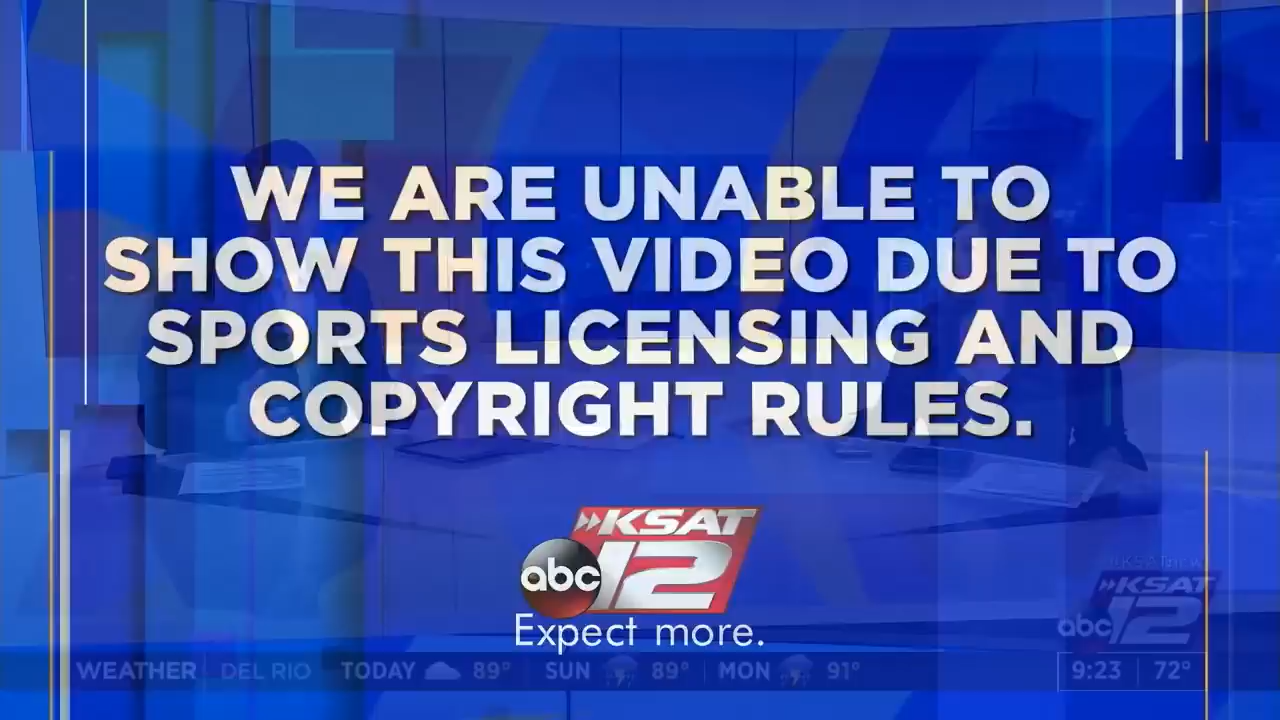 WE ARE UNABLE TO
SHOW THIS VIDEO DUE TO
SPORTS LICENSING AND
COPYRIGHT RULES.
KSAT
abc 12
Expect more.
KSAT
abc 12
WEATHER DEL RIO TODAY 89° SUN 89° MON 91° 9:23 72°